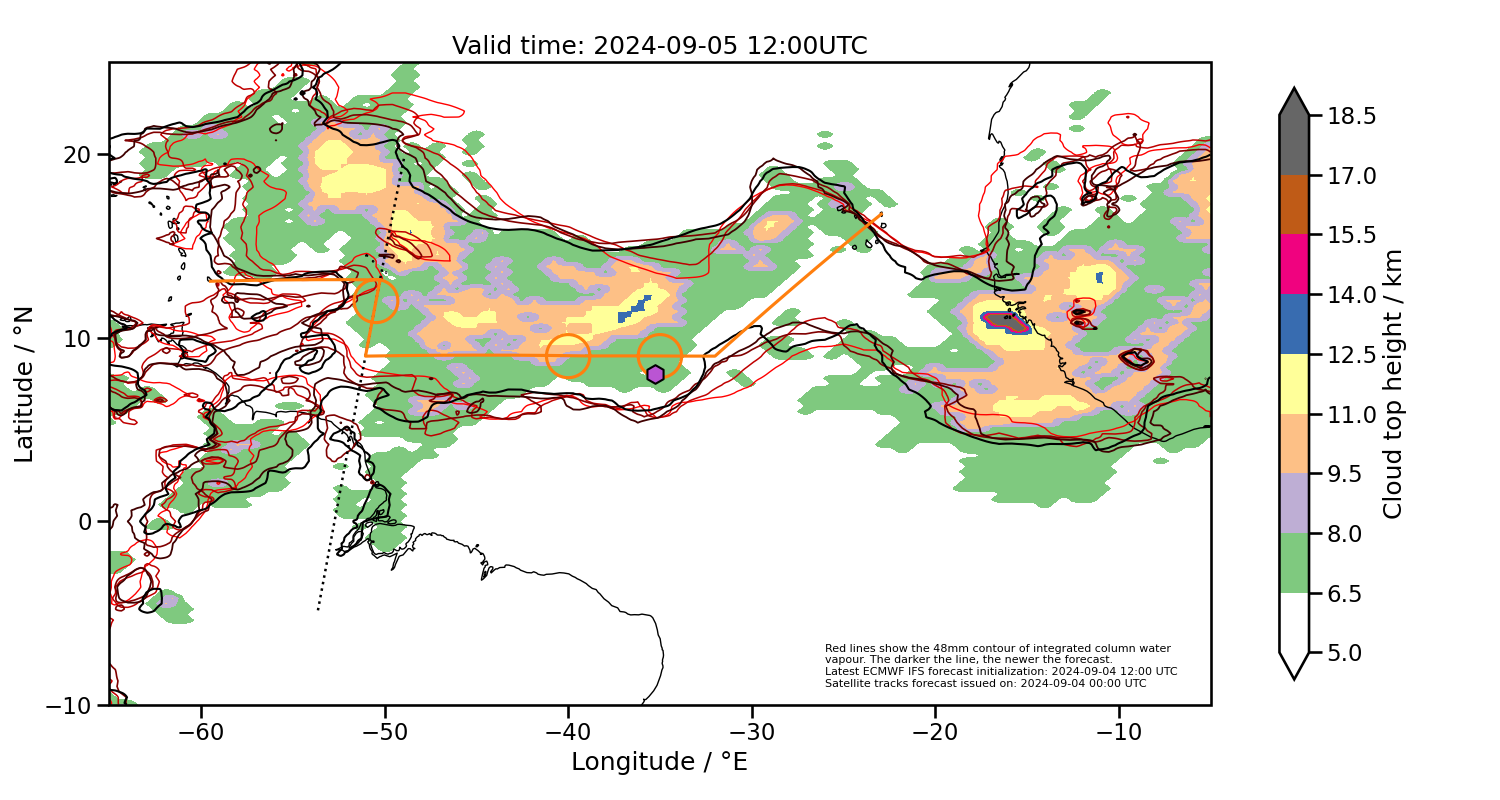 Valid time: 2024-09-05 12:00UTC
Latitude / °N
20
10
0
−10
−60
−50
−40
−30
−20
−10
Longitude / °E
Red lines show the 48mm contour of integrated column water
vapour. The darker the line, the newer the forecast.
Latest ECMWF IFS forecast initialization: 2024-09-04 12:00 UTC
Satellite tracks forecast issued on: 2024-09-04 00:00 UTC
18.5
17.0
15.5
14.0
12.5
11.0
9.5
8.0
6.5
5.0
Cloud top height / km